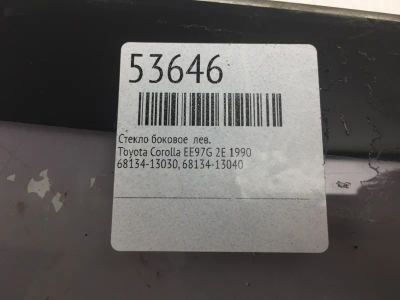 53646
Стекло боковое лев.
Toyota Corolla EE97G 2E 1990
68134-13030, 68134-13040